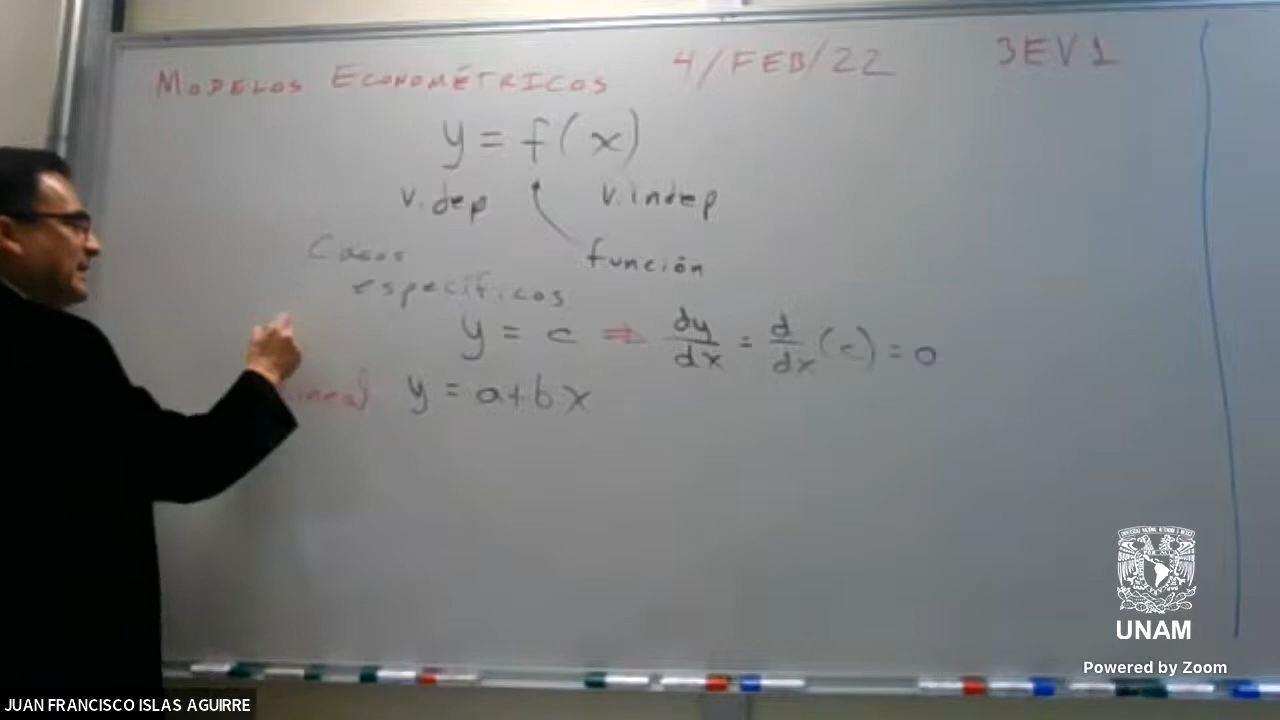 MODELOS ECONOMÉTRICOS 4/FEB/22 3EV1
y = f(x)
v.dep v.indep
función
Casos
específicos
y = c ⇒ dy/dx = d/dx (c) = 0
y = a+bx
UNAM
Powered by Zoom
JUAN FRANCISCO ISLAS AGUIRRE